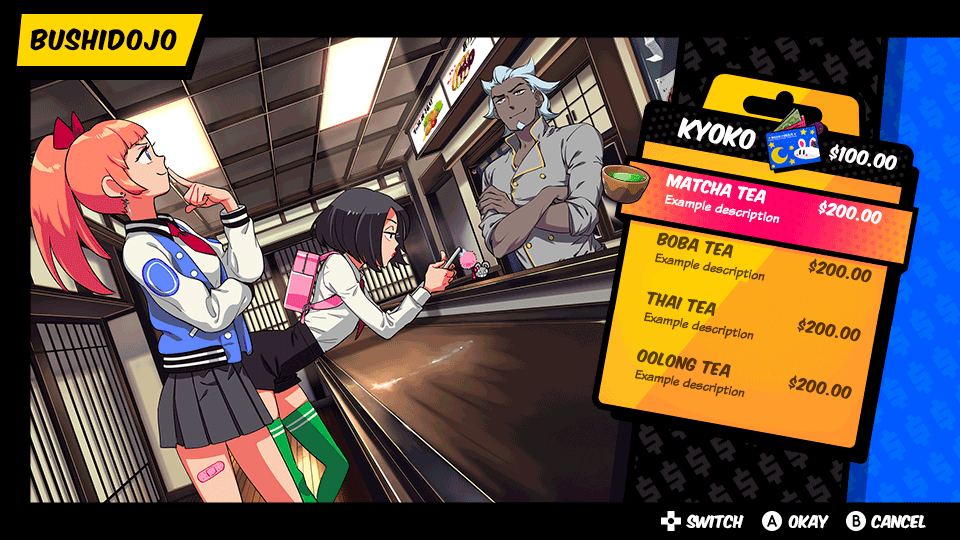 BUSHIDOJO
KYOKO $100.00
MATCHA TEA $200.00
Example description
BOBA TEA $200.00
Example description
THAI TEA $200.00
Example description
OOLONG TEA $200.00
Example description
SWITCH A OKAY B CANCEL